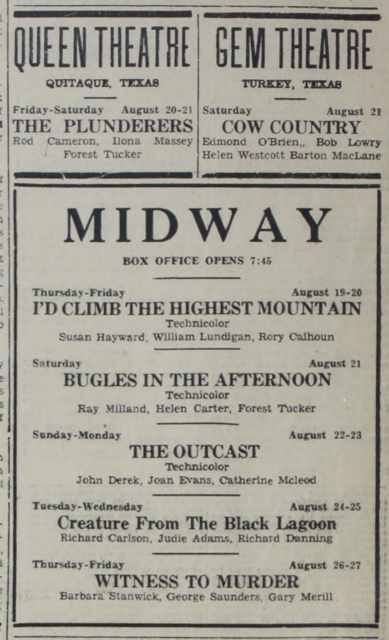 QUEEN THEATRE
QUITAQUE, TEXAS
Friday-Saturday August 20-21
THE PLUNDERERS
Rod Cameron, Ilona Massey
Forest Tucker
GEM THEATRE
TURKEY, TEXAS
Saturday August 21
COW COUNTRY
Edmond O'Brien,, Bob Lowry
Helen Westcott Barton MacLane
MIDWAY
BOX OFFICE OPENS 7:45
Thursday-Friday August 19-20
I'D CLIMB THE HIGHEST MOUNTAIN
Technicolor
Susan Hayward, William Lundigan, Rory Calhoun
Saturday August 21
BUGLES IN THE AFTERNOON
Technicolor
Ray Milland, Helen Carter, Forest Tucker
Sunday-Monday August 22-23
THE OUTCAST
Technicolor
John Derek, Joan Evans, Catherine Mcleod
Tuesday-Wednesday August 24-25
Creature From The Black Lagoon
Richard Carlson, Judie Adams, Richard Danning
Thursday-Friday August 26-27
WITNESS TO MURDER
Barbara Stanwick, George Saunders, Gary Merill